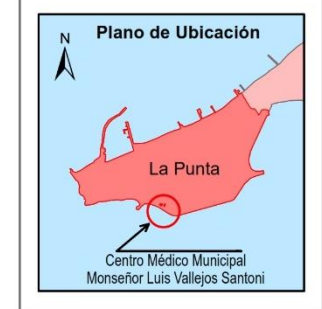 Plano de Ubicación
N
La Punta
Centro Médico Municipal
Monseñor Luis Vallejos Santoni